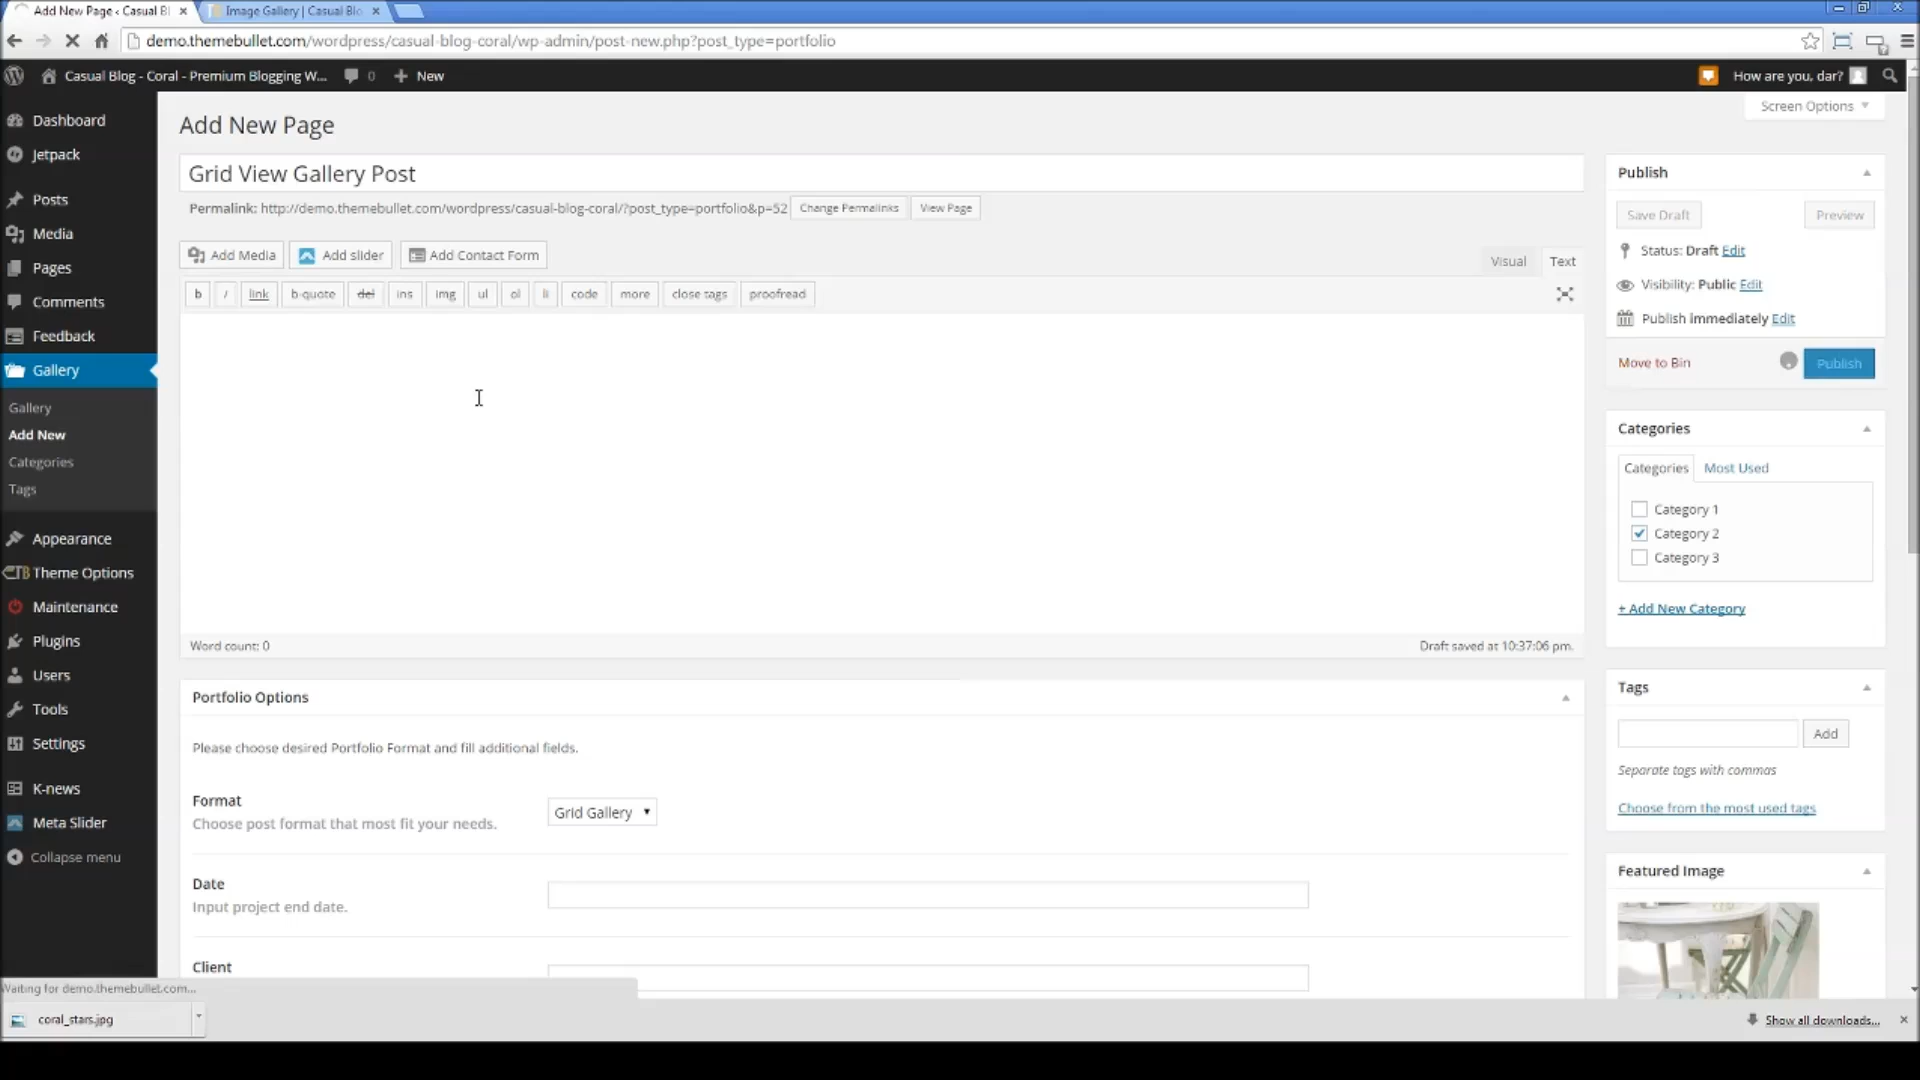 Add New Page ‹ Casual Bl
Image Gallery | Casual Blo
demo.themebullet.com/wordpress/casual-blog-coral/wp-admin/post-new.php?post_type=portfolio
Casual Blog - Coral - Premium Blogging W...
0
New
How are you, dar?
Screen Options
Dashboard
Jetpack
Posts
Media
Pages
Comments
Feedback
Gallery
Gallery
Add New
Categories
Tags
Appearance
Theme Options
Maintenance
Plugins
Users
Tools
Settings
K-news
Meta Slider
Collapse menu
Add New Page
Grid View Gallery Post
Permalink: http://demo.themebullet.com/wordpress/casual-blog-coral/?post_type=portfolio&p=52 Change Permalinks View Page
Add Media Add slider Add Contact Form
Visual Text
b i link b-quote del ins img ul ol li code more close tags proofread
Word count: 0
Draft saved at 10:37:06 pm.
Portfolio Options
Please choose desired Portfolio Format and fill additional fields.
Format
Choose post format that most fit your needs.
Grid Gallery
Date
Input project end date.
Client
Publish
Save Draft Preview
Status: Draft Edit
Visibility: Public Edit
Publish immediately Edit
Move to Bin Publish
Categories
Categories Most Used
Category 1
Category 2
Category 3
+ Add New Category
Tags
Add
Separate tags with commas
Choose from the most used tags
Featured Image
Waiting for demo.themebullet.com...
coral_stars.jpg
Show all downloads...